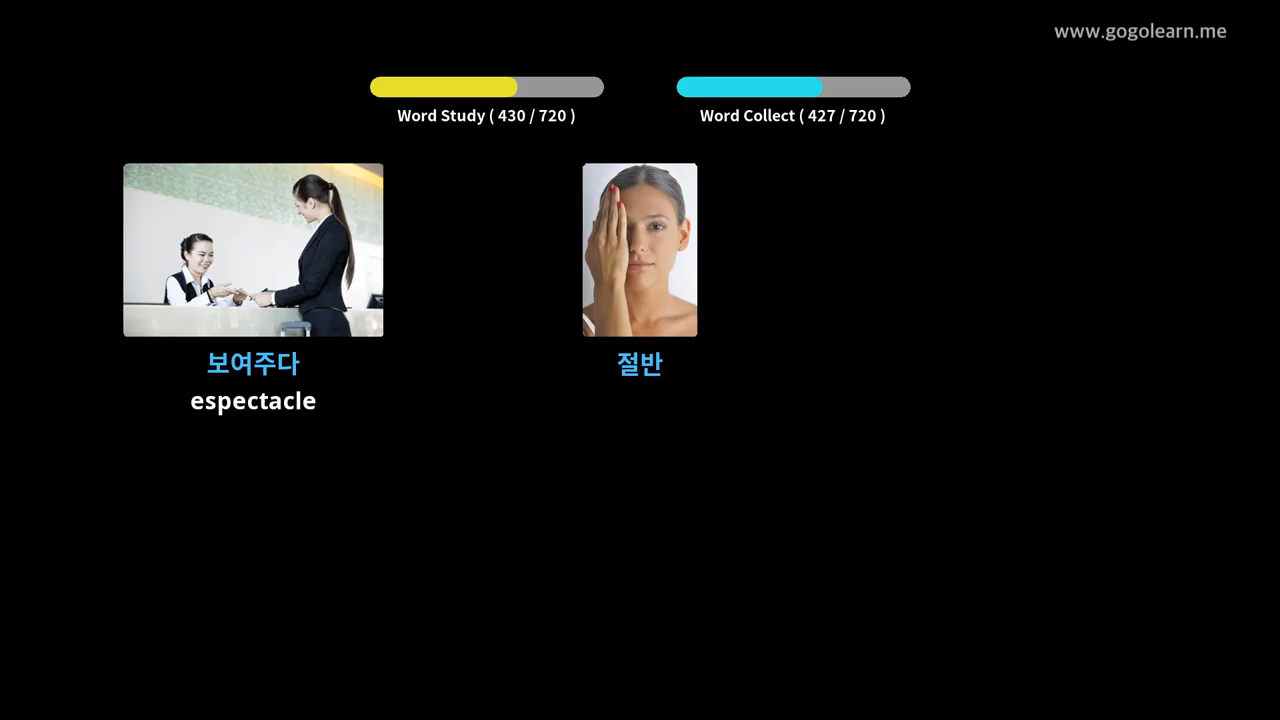 www.gogolearn.me
Word Study ( 430 / 720 )
Word Collect ( 427 / 720 )
보여주다
espectacle
절반